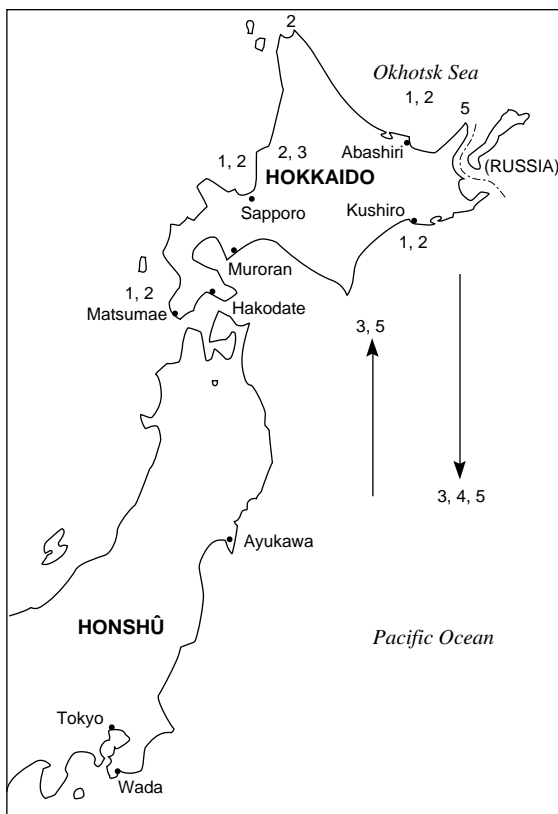 2
Okhotsk Sea
1, 2
5
Abashiri
(RUSSIA)
1, 2
2, 3
HOKKAIDO
Sapporo
Kushiro
1, 2
Muroran
1, 2
Hakodate
Matsumae
3, 5
3, 4, 5
Ayukawa
HONSHÛ
Pacific Ocean
Tokyo
Wada